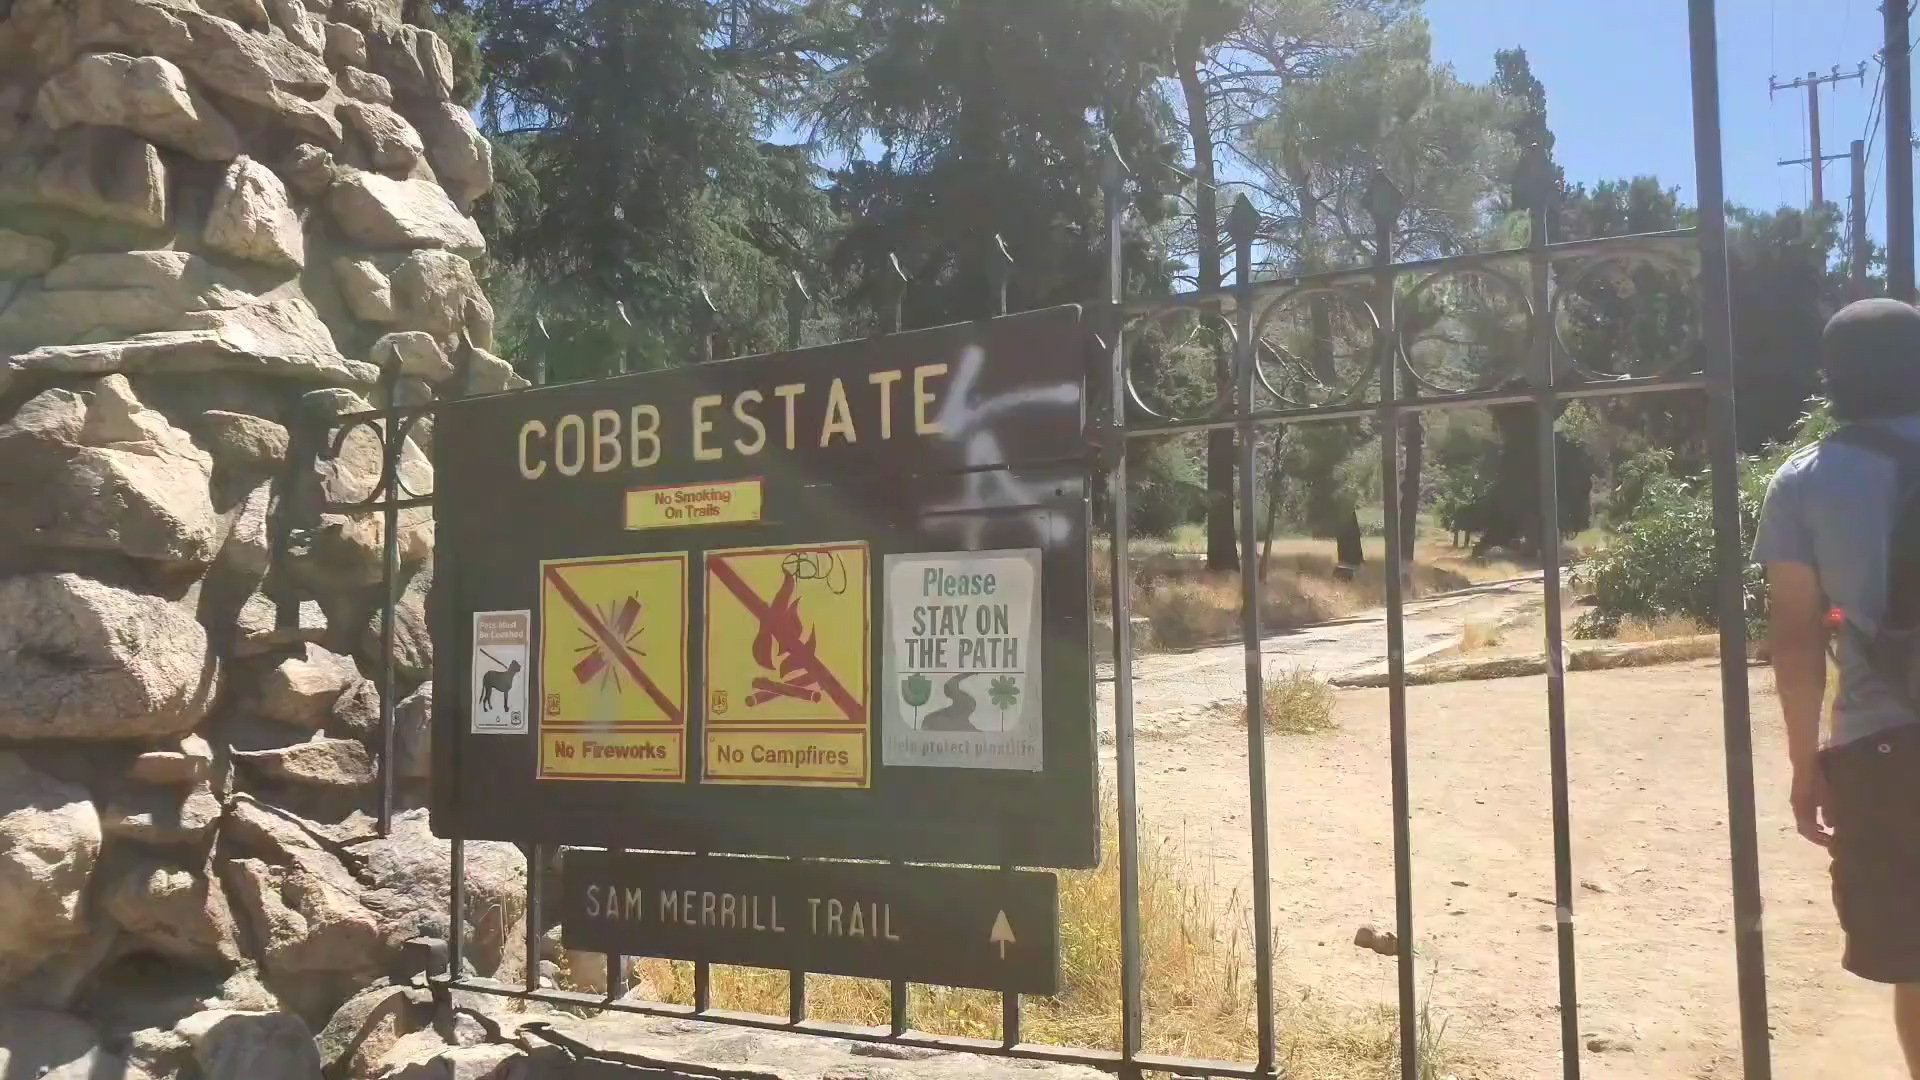 COBB ESTATE
No Smoking
On Trails
Pets Must
Be Leashed
No Fireworks
No Campfires
Please
STAY ON
THE PATH
Help protect plantlife
SAM MERRILL TRAIL